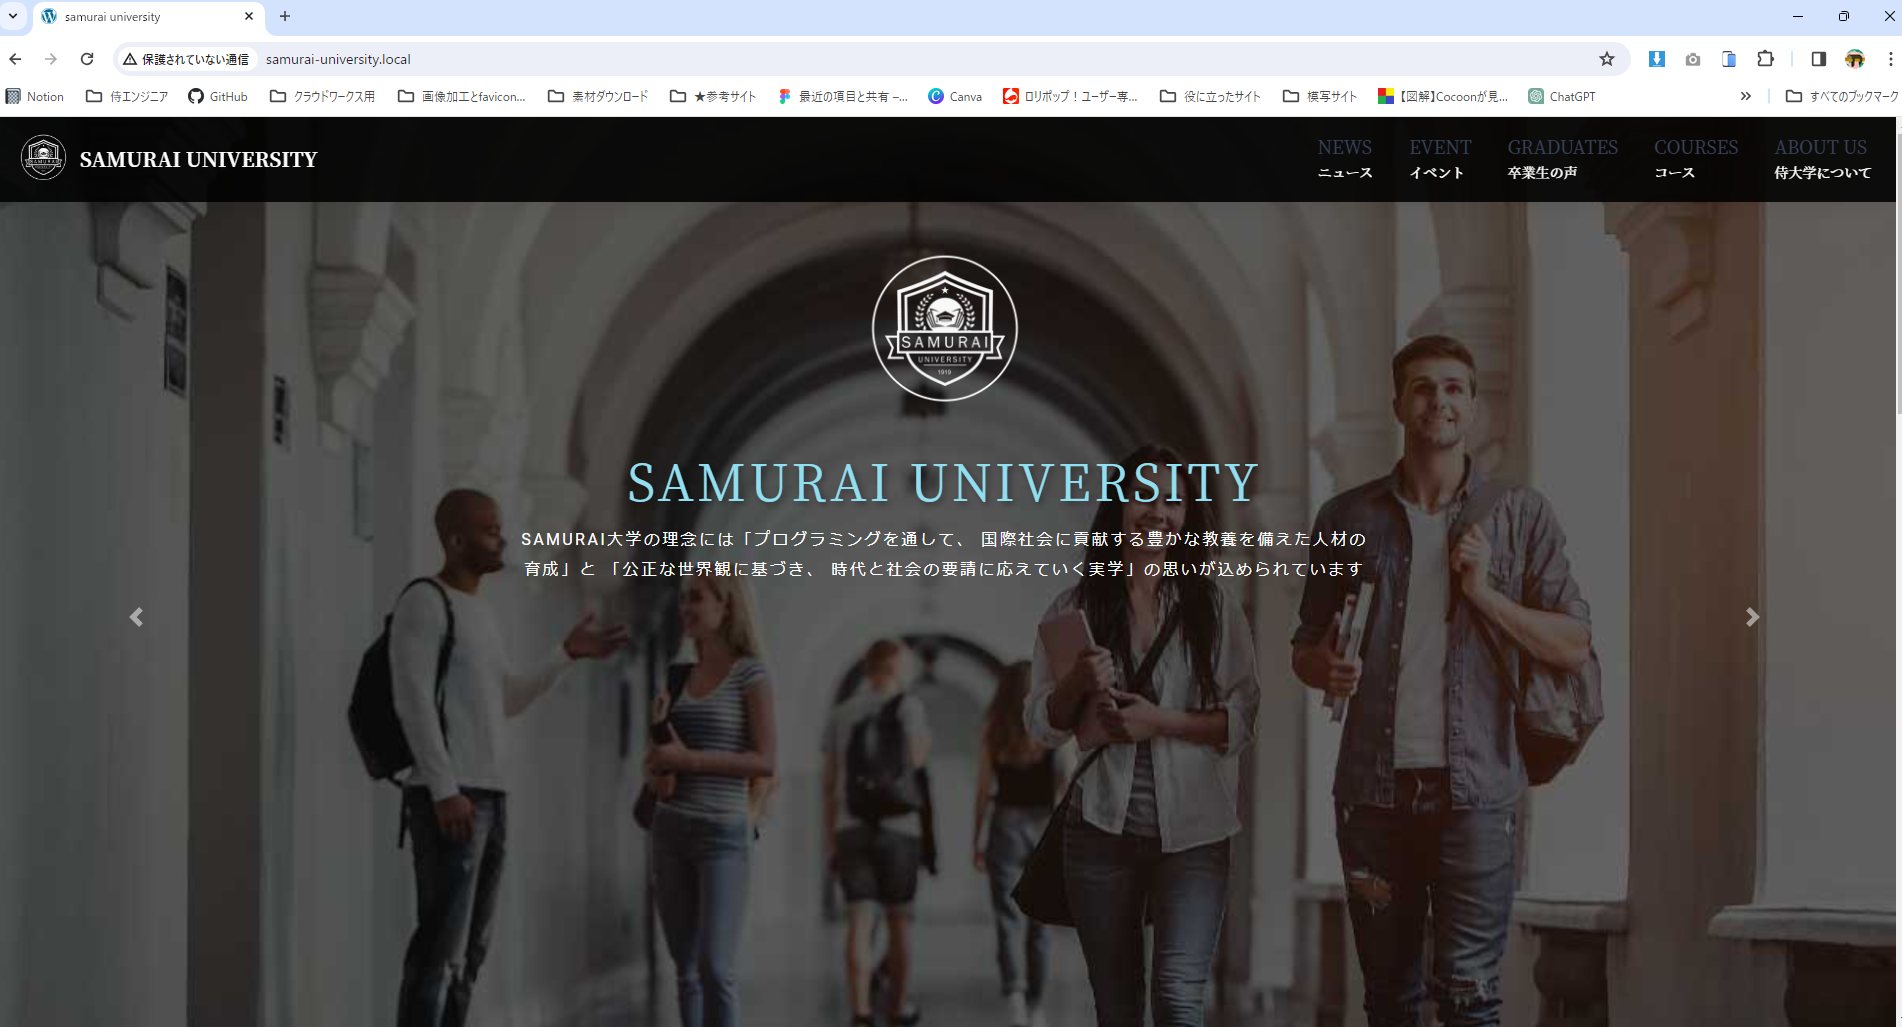 samurai university
保護されていない通信 samurai-university.local
Notion 侍エンジニア GitHub クラウドワークス用 画像加工とfavicon... 素材ダウンロード ★参考サイト 最近の項目と共有 –... Canva ロリポップ！ユーザー専... 役に立ったサイト 模写サイト 【図解】Cocoonが見... ChatGPT » すべてのブックマーク
SAMURAI UNIVERSITY
NEWS EVENT GRADUATES COURSES ABOUT US
ニュース イベント 卒業生の声 コース 侍大学について
SAMURAI
UNIVERSITY
1919
SAMURAI UNIVERSITY
SAMURAI大学の理念には「プログラミングを通して、 国際社会に貢献する豊かな教養を備えた人材の
育成」と 「公正な世界観に基づき、 時代と社会の要請に応えていく実学」の思いが込められています